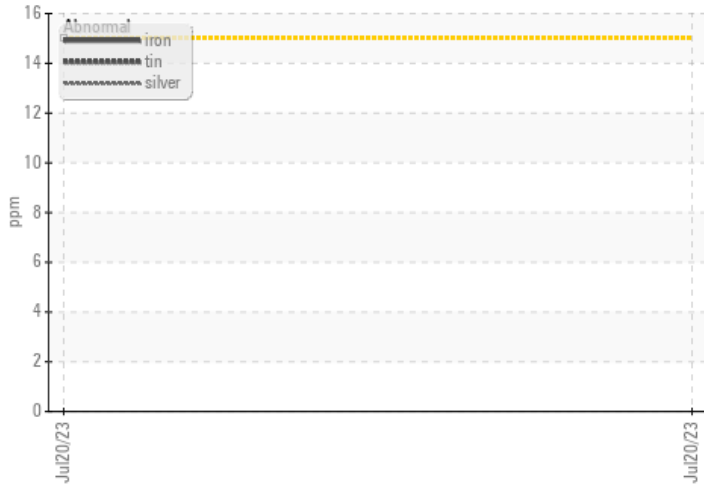 16
14
12
10
8
6
4
2
0
ppm
Abnormal
iron
tin
silver
Jul20/23
Jul20/23